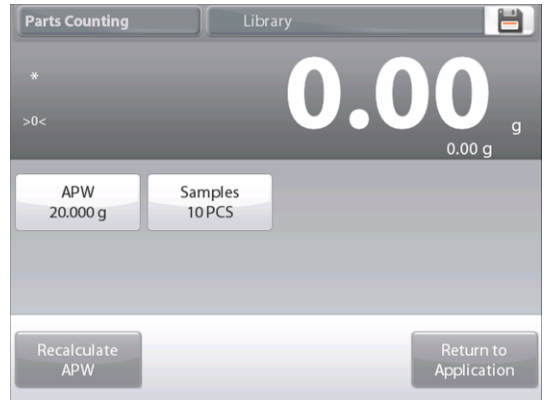 Parts Counting
Library
*
>0<
0.00 g
0.00 g
APW
20.000 g
Samples
10 PCS
Recalculate
APW
Return to
Application